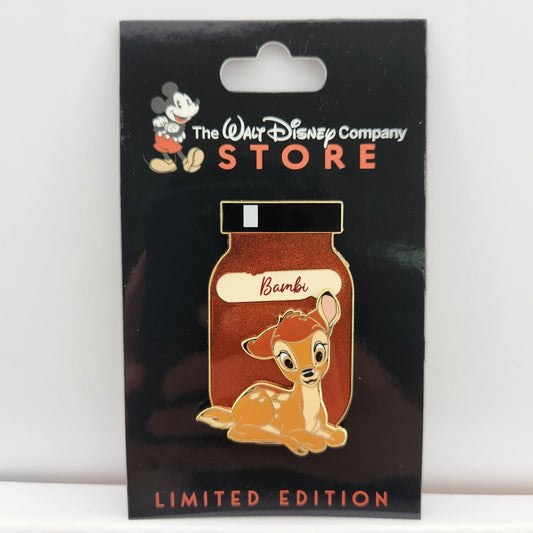 The WALT DISNEY Company
STORE
Bambi
LIMITED EDITION